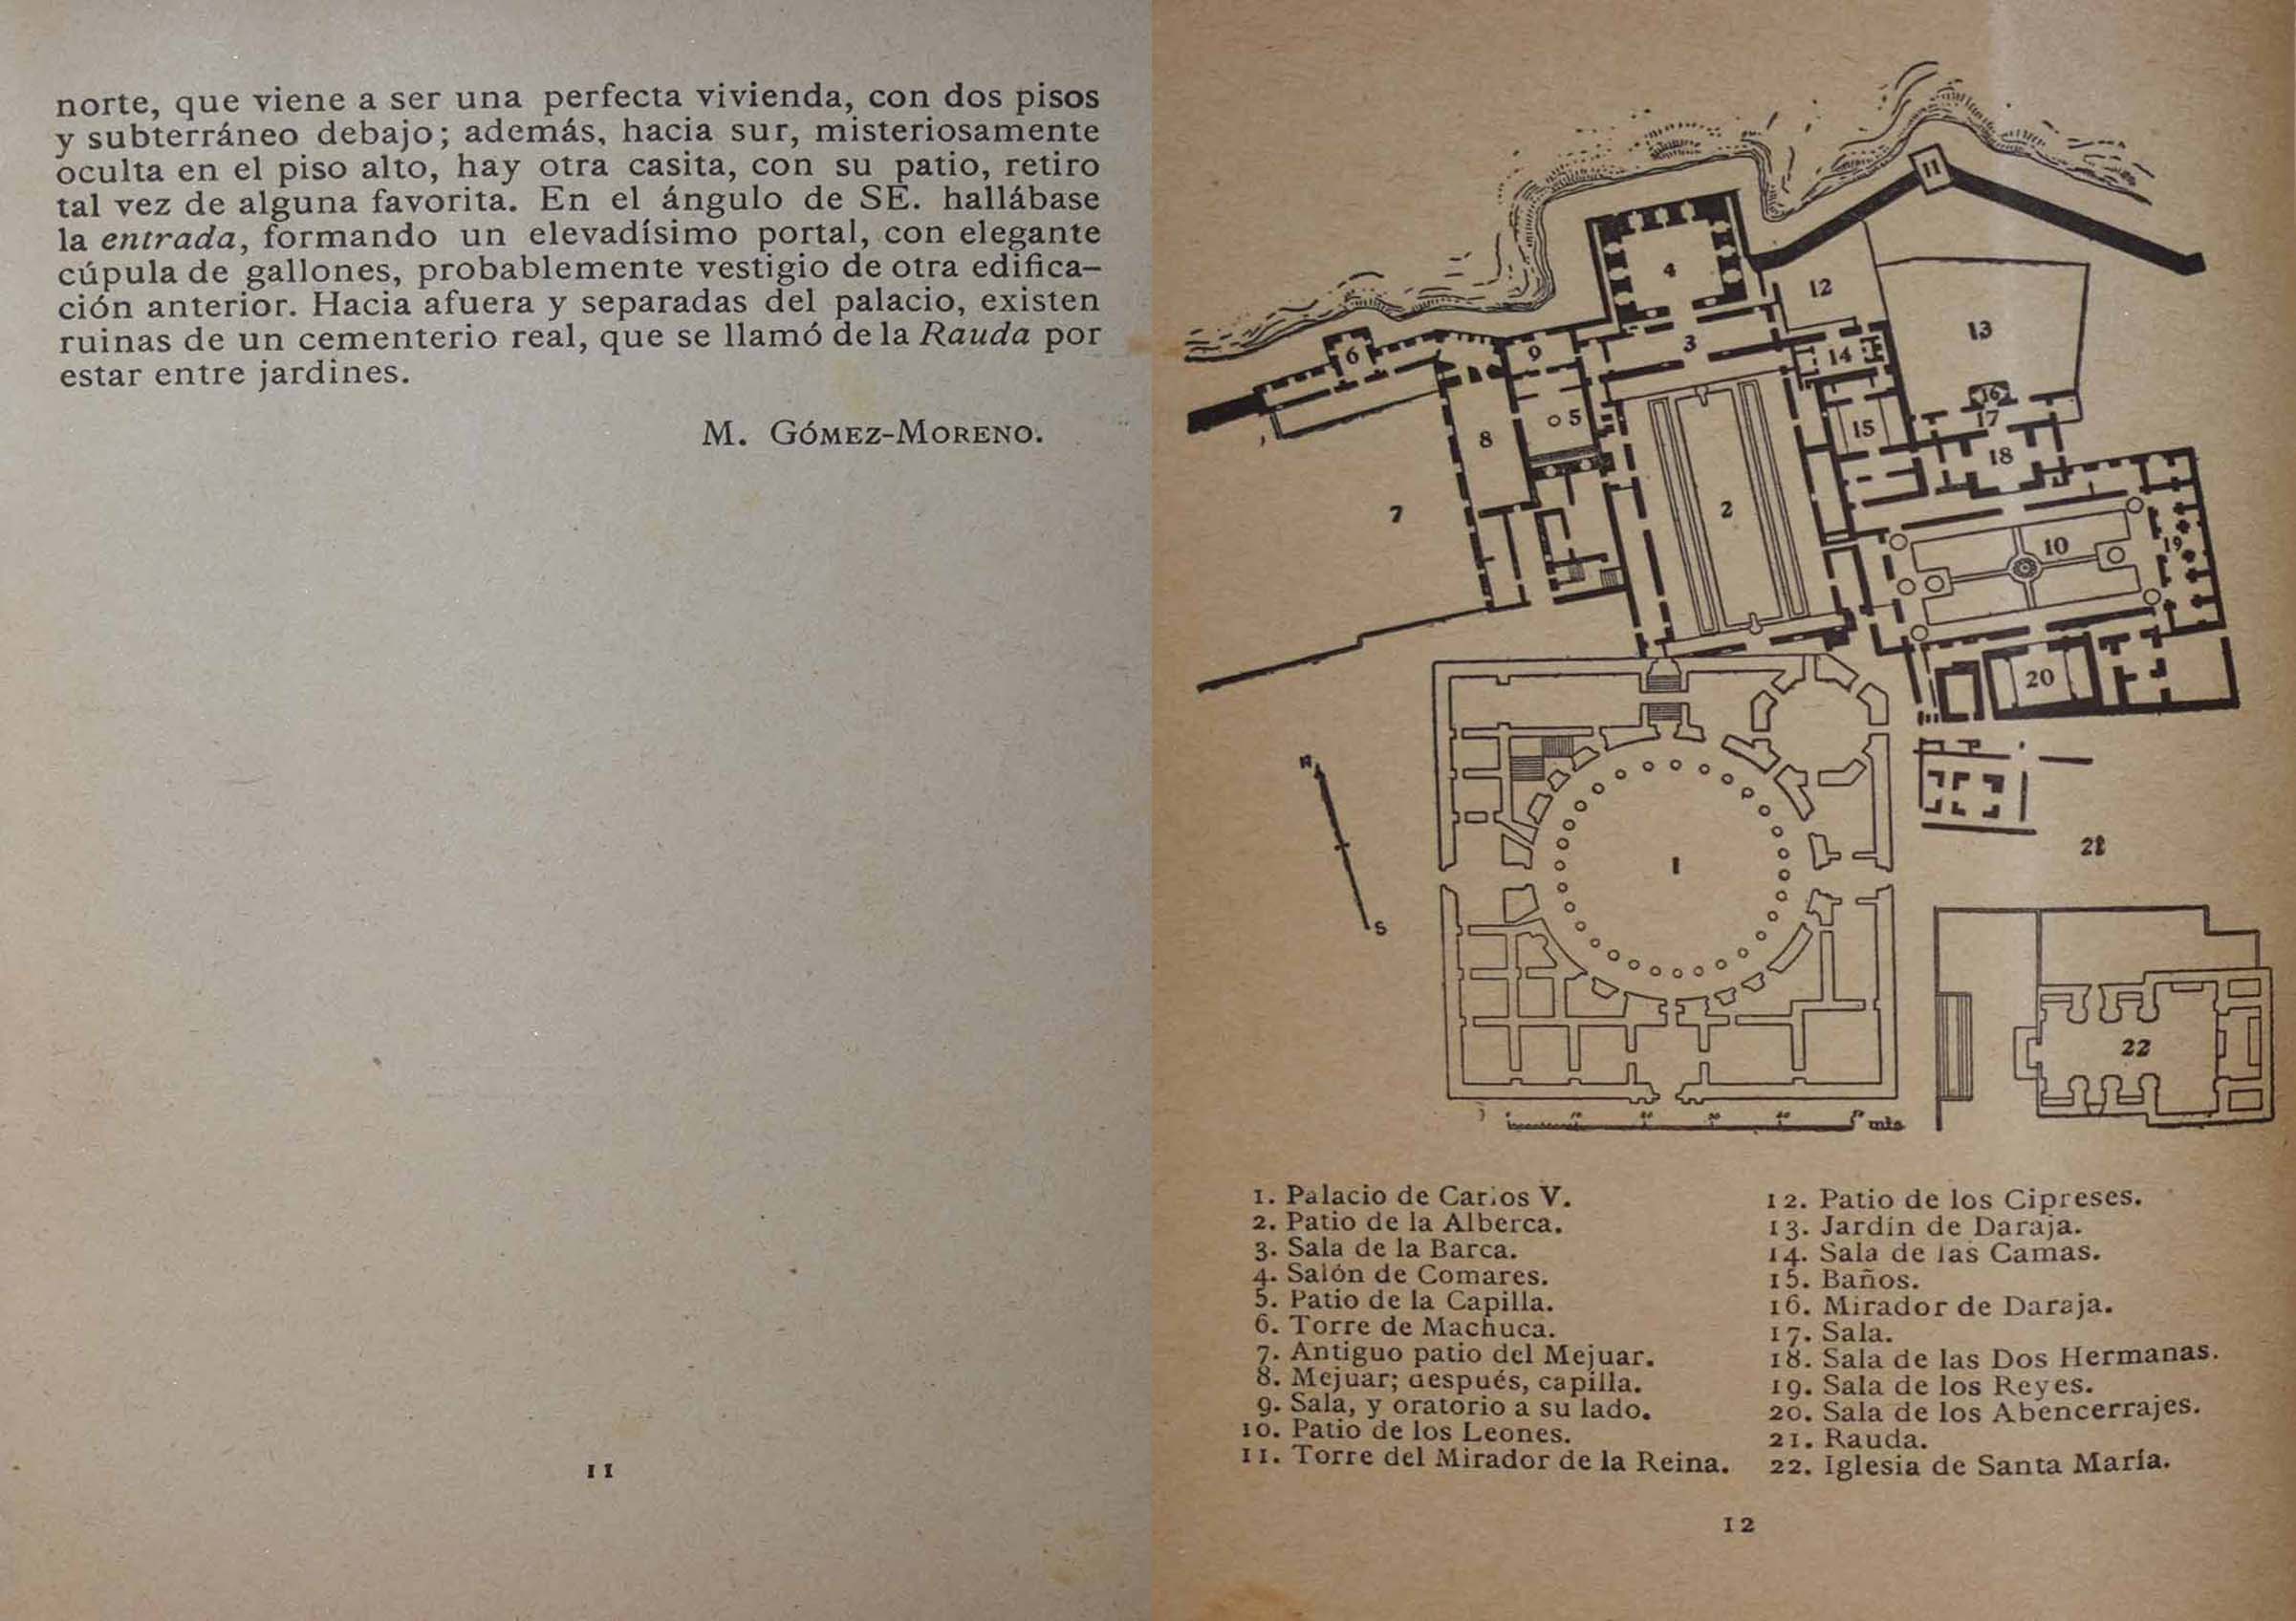 norte, que viene a ser una perfecta vivienda, con dos pisos
y subterráneo debajo; además, hacia sur, misteriosamente
oculta en el piso alto, hay otra casita, con su patio, retiro
tal vez de alguna favorita. En el ángulo de SE. hallábase
la entrada, formando un elevadísimo portal, con elegante
cúpula de gallones, probablemente vestigio de otra edifica-
ción anterior. Hacia afuera y separadas del palacio, existen
ruinas de un cementerio real, que se llamó de la Rauda por
estar entre jardines.
M. GÓMEZ-MORENO.
11
11
4
12
13
3
14
9
6
16
17
5
15
8
18
2
7
10
19
20
N
S
1
21
22
mts
1. Palacio de Carlos V.
2. Patio de la Alberca.
3. Sala de la Barca.
4. Salón de Comares.
5. Patio de la Capilla.
6. Torre de Machuca.
7. Antiguo patio del Mejuar.
8. Mejuar; después, capilla.
9. Sala, y oratorio a su lado.
10. Patio de los Leones.
11. Torre del Mirador de la Reina.
12. Patio de los Cipreses.
13. Jardín de Daraja.
14. Sala de las Camas.
15. Baños.
16. Mirador de Daraja.
17. Sala.
18. Sala de las Dos Hermanas.
19. Sala de los Reyes.
20. Sala de los Abencerrajes.
21. Rauda.
22. Iglesia de Santa María.
12